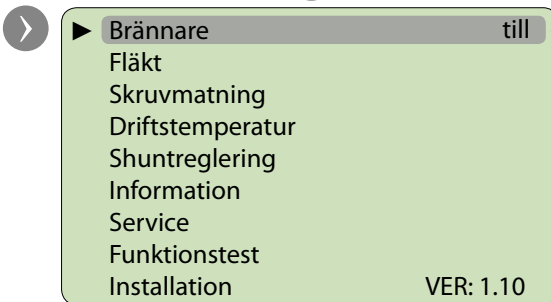 Brännare till
Fläkt
Skruvmatning
Driftstemperatur
Shuntreglering
Information
Service
Funktionstest
Installation VER: 1.10